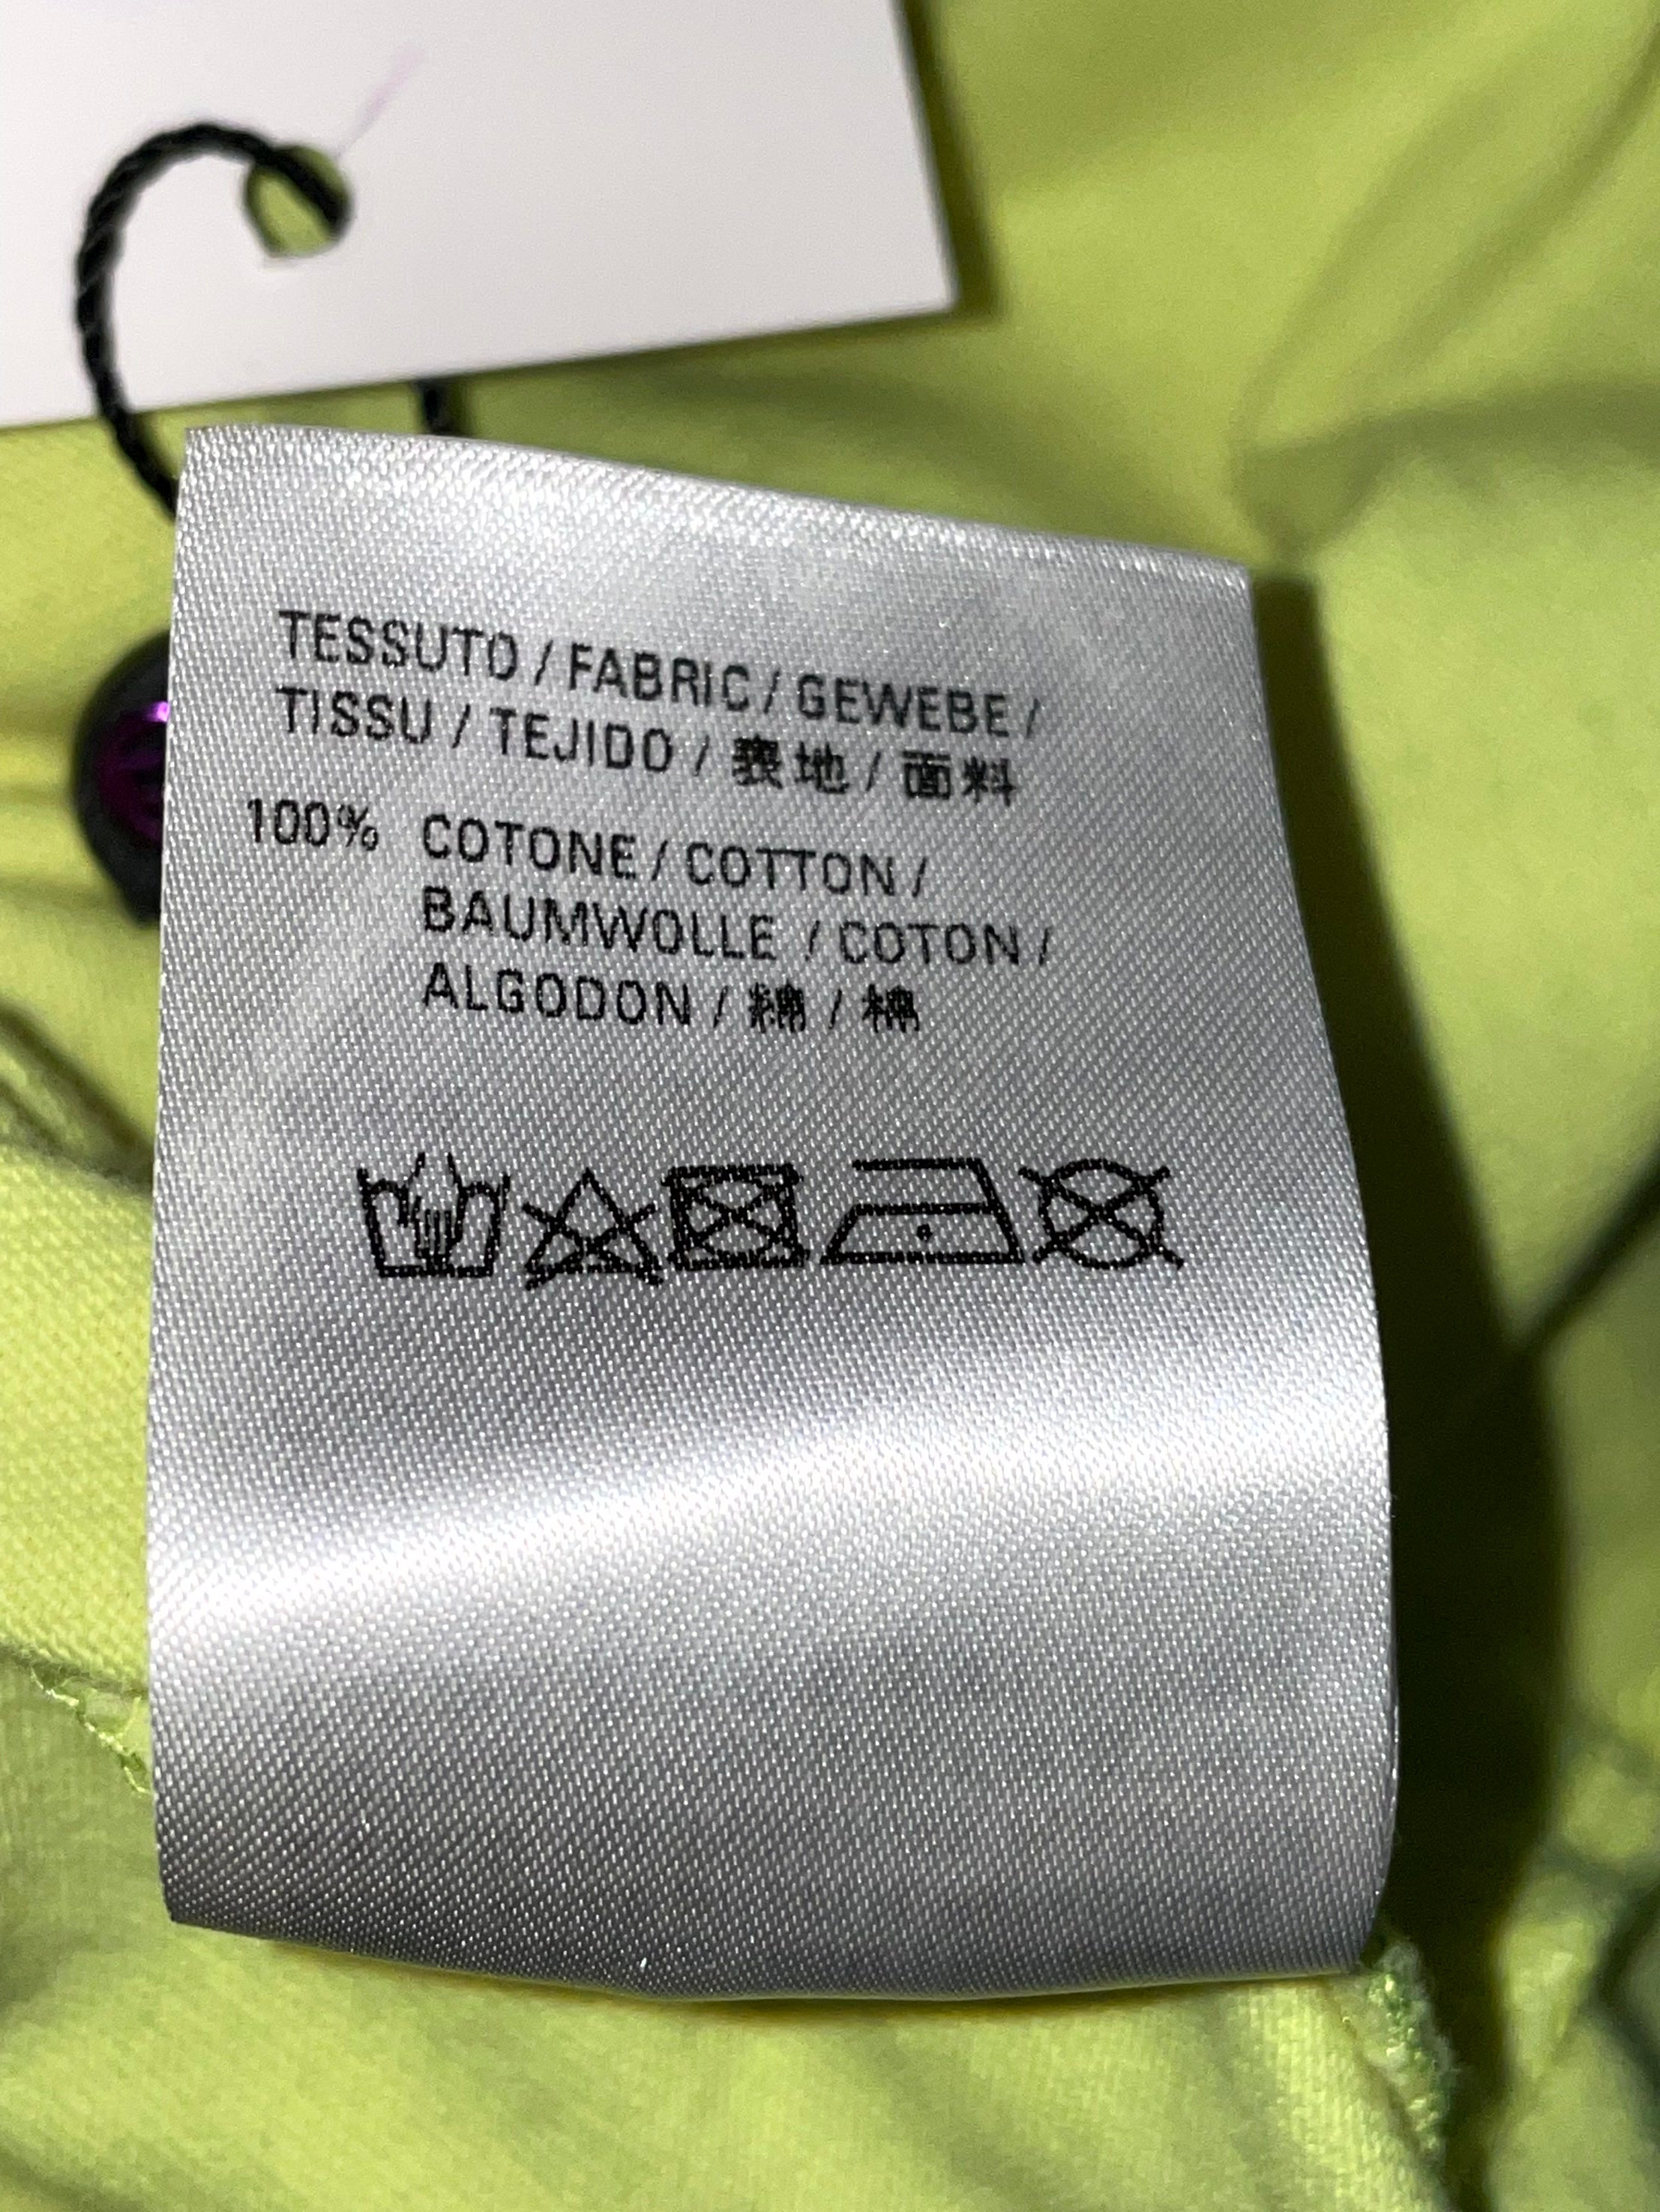 TESSUTO / FABRIC / GEWEBE /
TISSU / TEJIDO / 表地 / 面料
100% COTONE / COTTON /
BAUMWOLLE / COTON /
ALGODON / 綿 / 棉